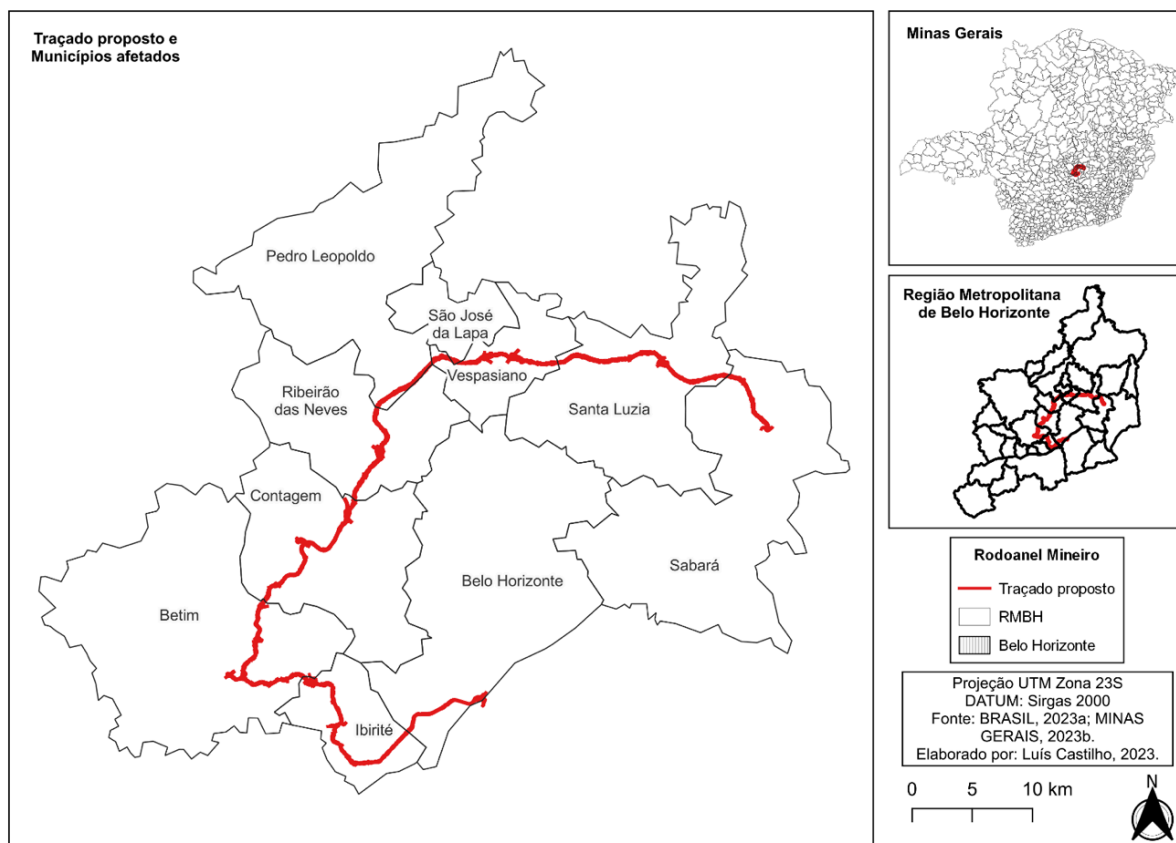 Traçado proposto e
Municípios afetados
Pedro Leopoldo
São José
da Lapa
Vespasiano
Ribeirão
das Neves
Santa Luzia
Contagem
Belo Horizonte
Sabará
Betim
Ibirité
Minas Gerais
Região Metropolitana
de Belo Horizonte
Rodoanel Mineiro
Traçado proposto
RMBH
Belo Horizonte
Projeção UTM Zona 23S
DATUM: Sirgas 2000
Fonte: BRASIL, 2023a; MINAS
GERAIS, 2023b.
Elaborado por: Luís Castilho, 2023.
0 5 10 km
N